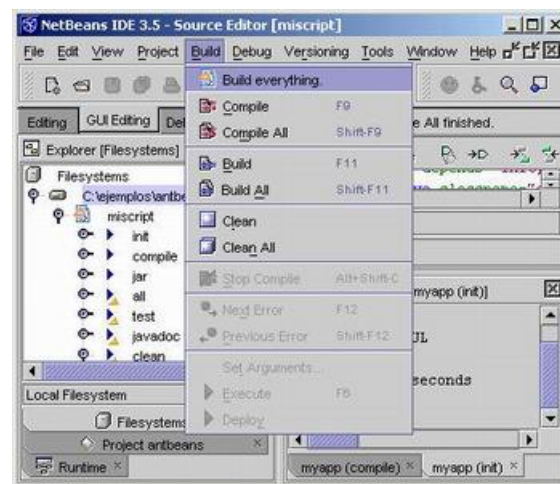 NetBeans IDE 3.5 - Source Editor [miscript]
File Edit View Project Build Debug Versioning Tools Window Help
Build everything.
Compile F9
Compile All Shift-F9
Build F11
Build All Shift-F11
Clean
Clean All
Stop Compile Alt+Shift-C
Next Error F12
Previous Error Shift-F12
Set Arguments...
Execute F6
Deploy
Editing GUI Editing De
e All finished.
Explorer [Filesystems]
Filesystems
C:\ejemplos\antbe
miscript
init
compile
jar
all
test
javadoc
clean
Local Filesystem
Filesystems
Project antbeans
Runtime
myapp (init)]
seconds
myapp (compile) myapp (init)